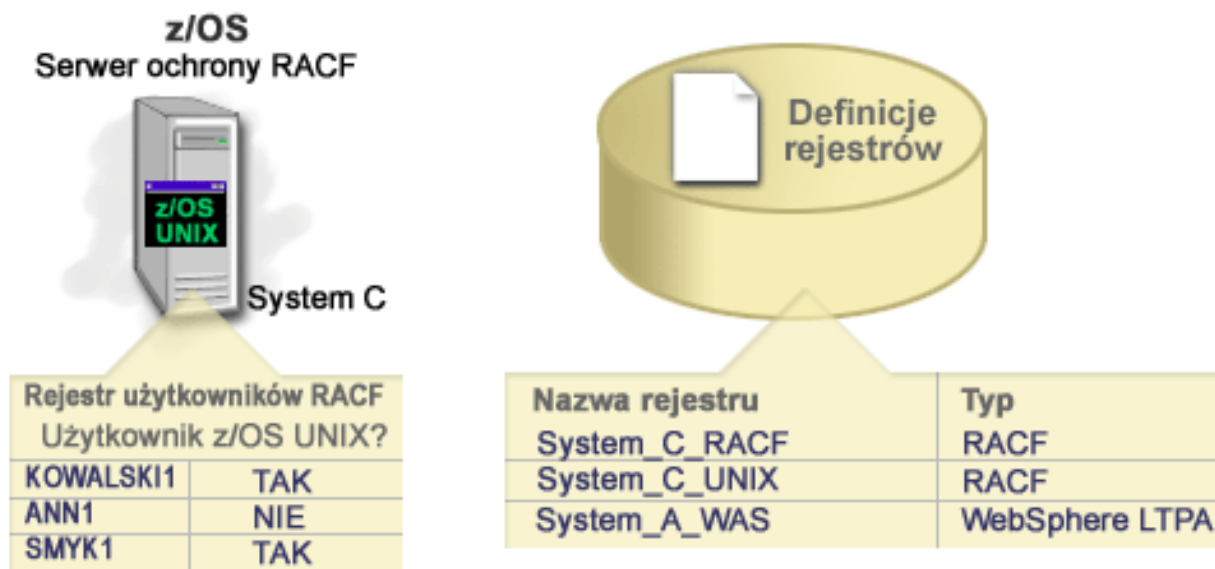 z/OS
Serwer ochrony RACF
z/OS
UNIX
System C
Rejestr użytkowników RACF
Użytkownik z/OS UNIX?
KOWALSKI1 TAK
ANN1 NIE
SMYK1 TAK
Definicje
rejestrów
Nazwa rejestru Typ
System_C_RACF RACF
System_C_UNIX RACF
System_A_WAS WebSphere LTPA